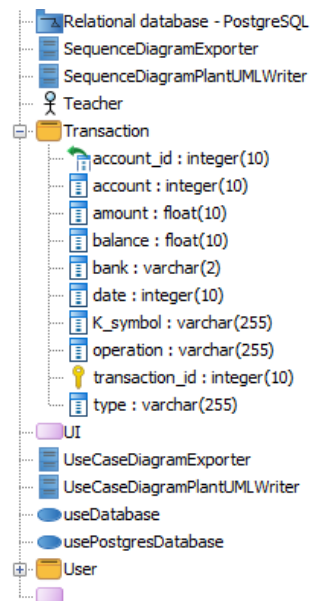 Relational database - PostgreSQL
SequenceDiagramExporter
SequenceDiagramPlantUMLWriter
Teacher
Transaction
account_id : integer(10)
account : integer(10)
amount : float(10)
balance : float(10)
bank : varchar(2)
date : integer(10)
K_symbol : varchar(255)
operation : varchar(255)
transaction_id : integer(10)
type : varchar(255)
UI
UseCaseDiagramExporter
UseCaseDiagramPlantUMLWriter
useDatabase
usePostgresDatabase
User